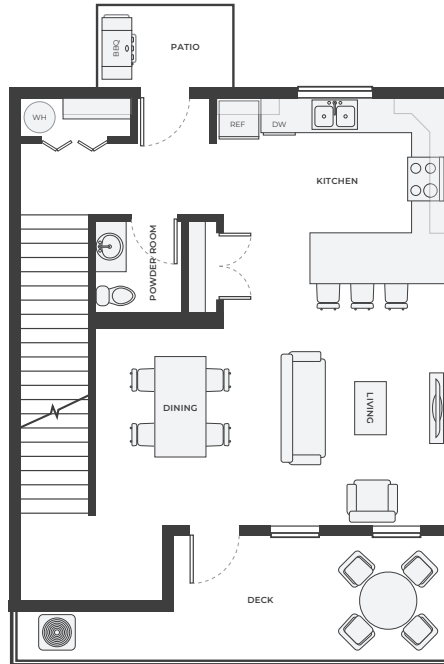 PATIO
BBQ
WH
REF
DW
KITCHEN
POWDER ROOM
DINING
LIVING
DECK